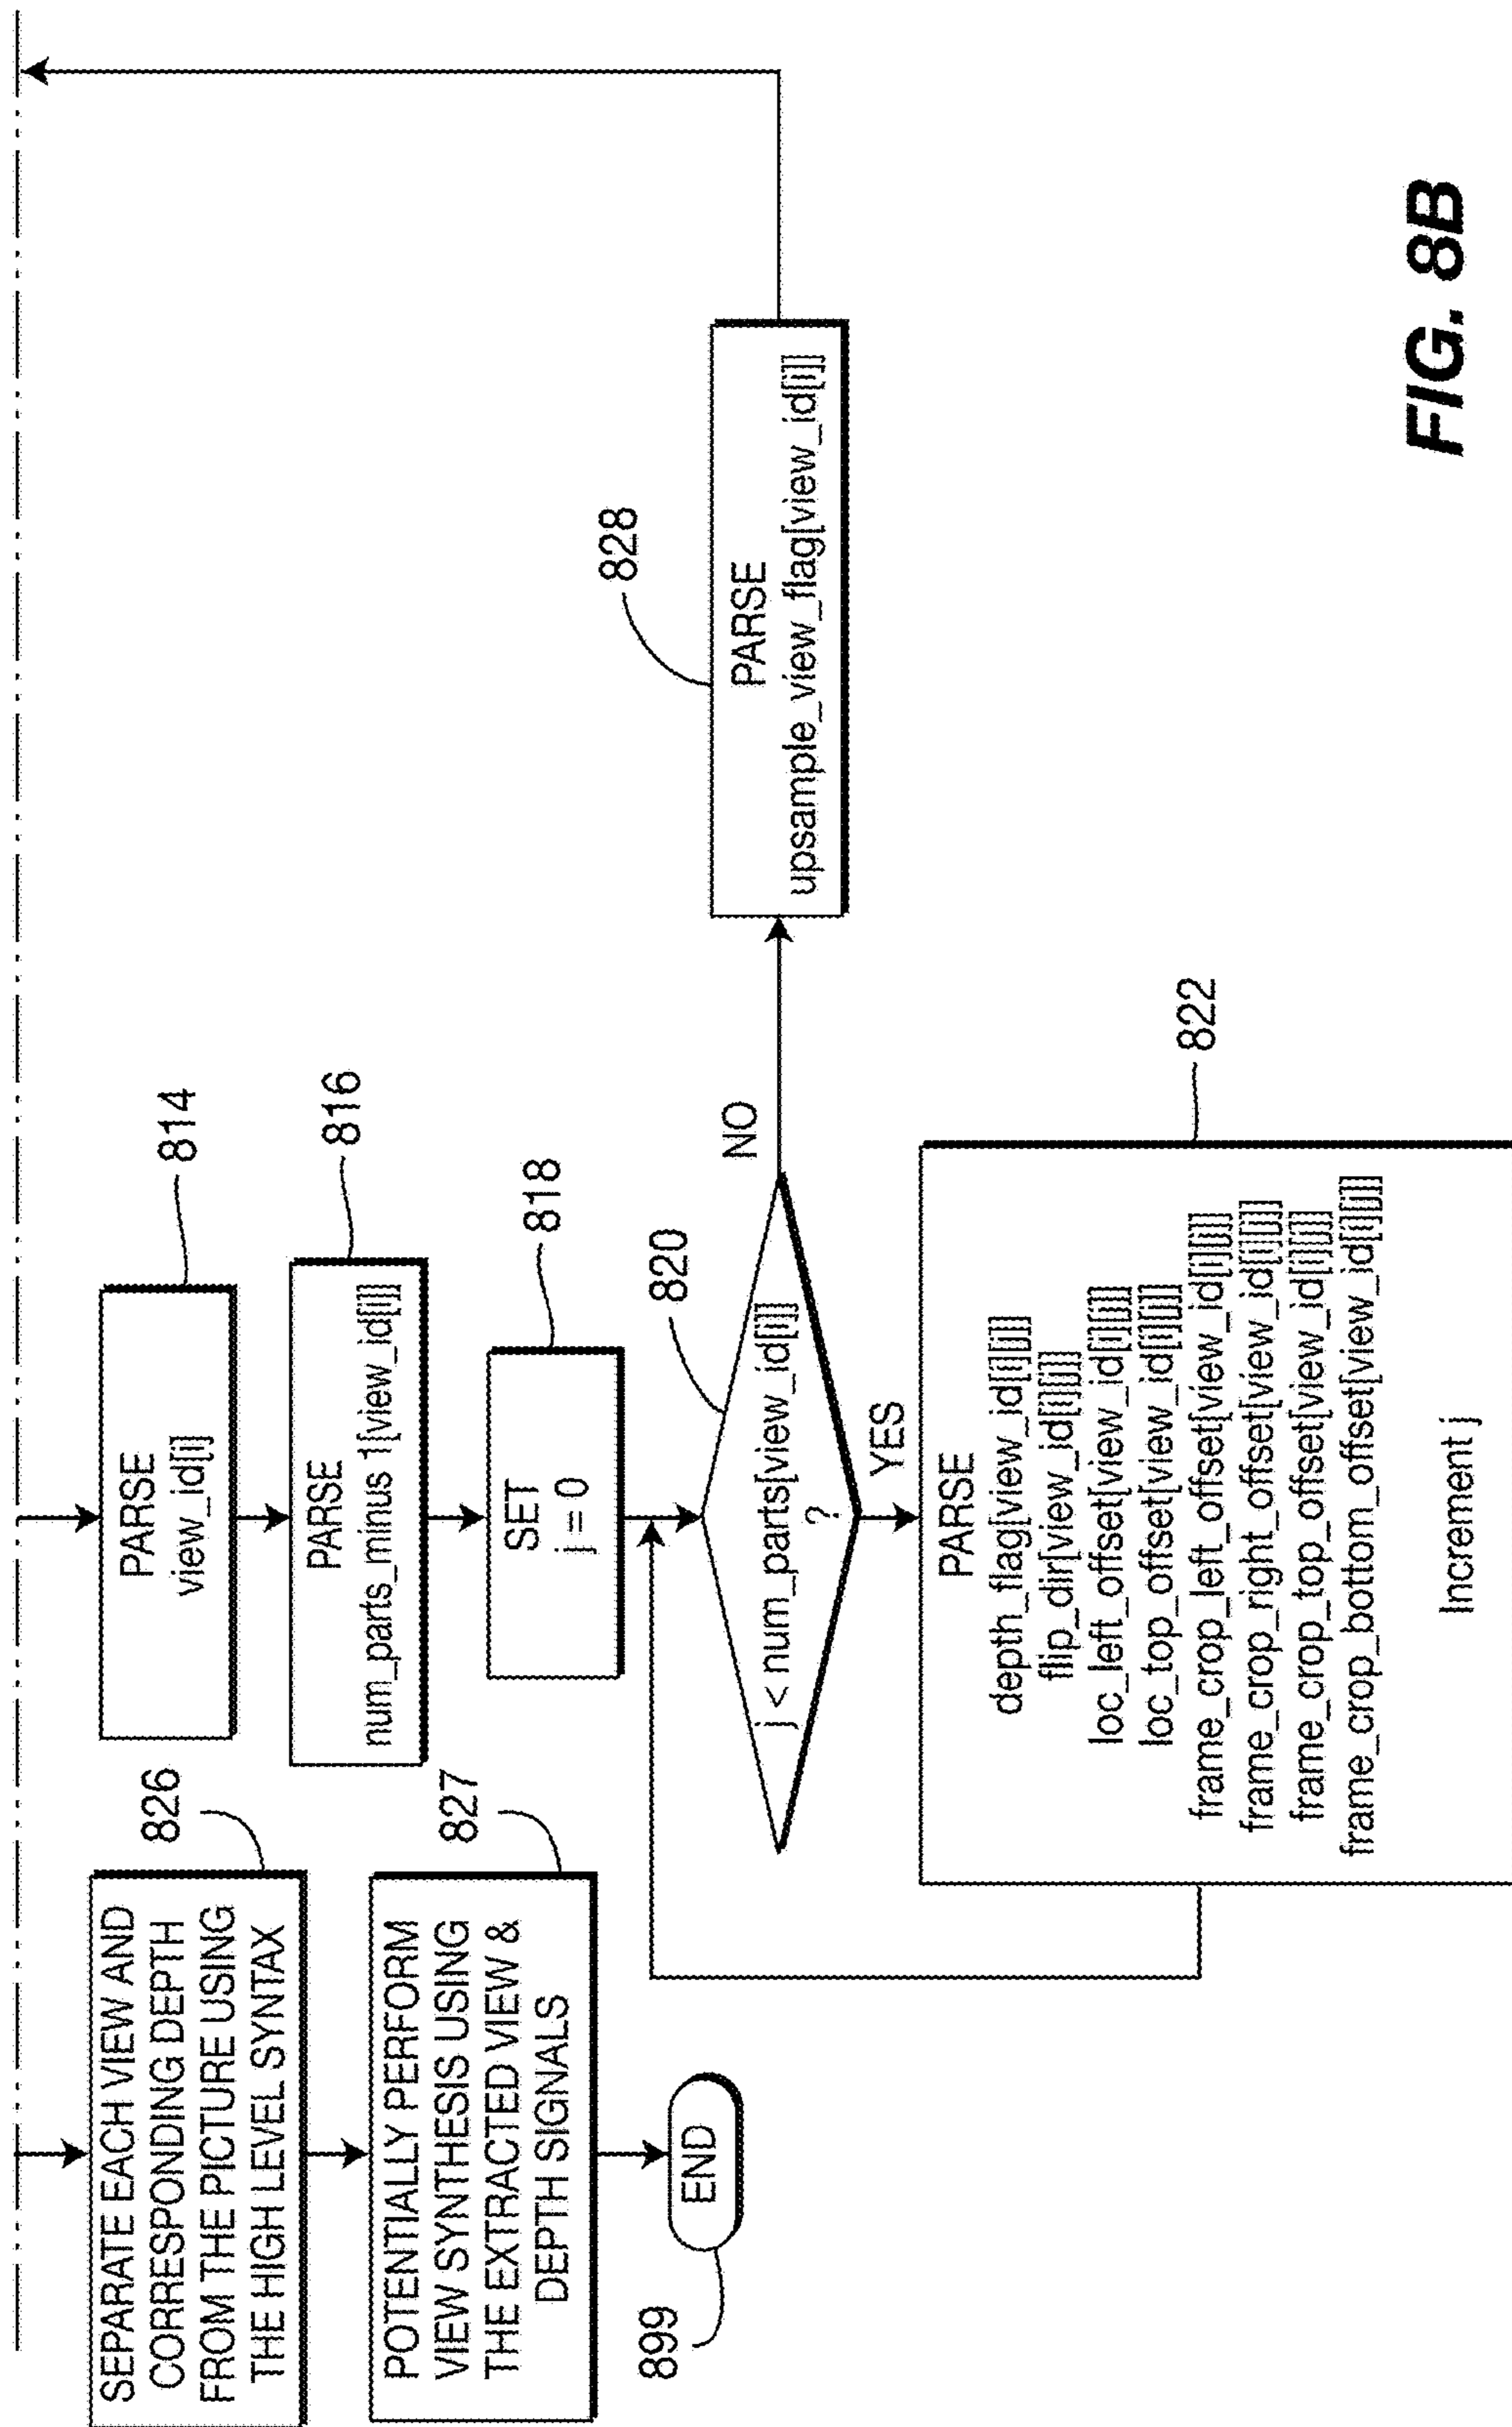 SEPARATE EACH VIEW AND
CORRESPONDING DEPTH
FROM THE PICTURE USING
THE HIGH LEVEL SYNTAX
826
POTENTIALLY PERFORM
VIEW SYNTHESIS USING
THE EXTRACTED VIEW &
DEPTH SIGNALS
827
END
899
PARSE
view_id[i]
814
PARSE
num_parts_minus 1[view_id[i]]
816
SET
j = 0
818
j < num_parts[view_id[i]]
?
820
NO
YES
PARSE
upsample_view_flag[view_id[i]]
828
PARSE
depth_flag[view_id[i][j]]
flip_dir[view_id[i][j]]
loc_left_offset[view_id[i][j]]
loc_top_offset[view_id[i][j]]
frame_crop_left_offset[view_id[i][j]]
frame_crop_right_offset[view_id[i][j]]
frame_crop_top_offset[view_id[i][j]]
frame_crop_bottom_offset[view_id[i][j]]
Increment j
822
FIG. 8B